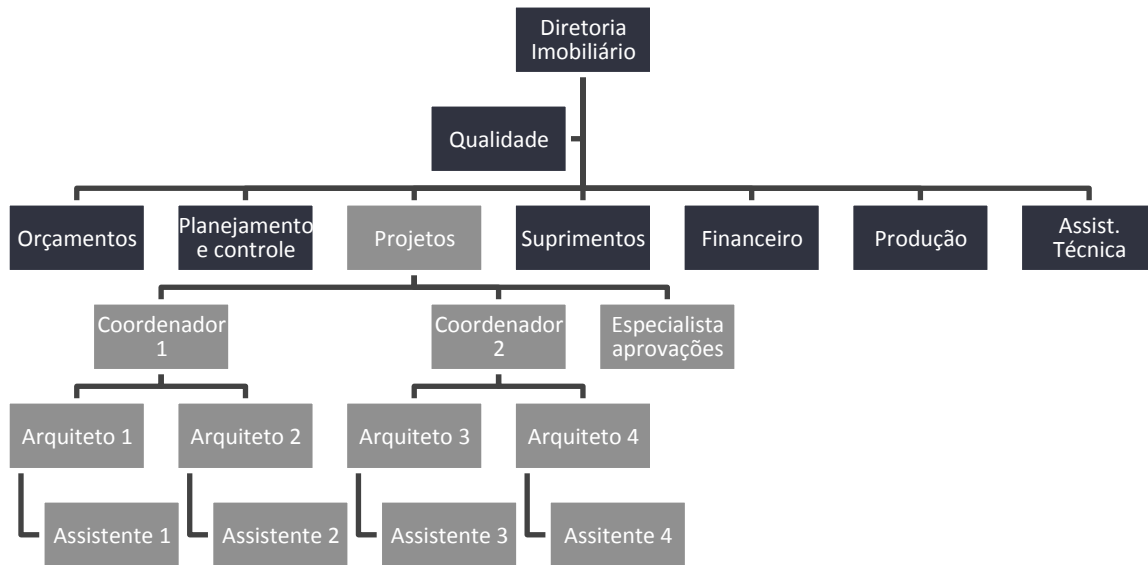 Diretoria
Imobiliário
Qualidade
Orçamentos
Planejamento
e controle
Projetos
Suprimentos
Financeiro
Produção
Assist.
Técnica
Coordenador
1
Coordenador
2
Especialista
aprovações
Arquiteto 1
Arquiteto 2
Arquiteto 3
Arquiteto 4
Assistente 1
Assistente 2
Assistente 3
Assitente 4